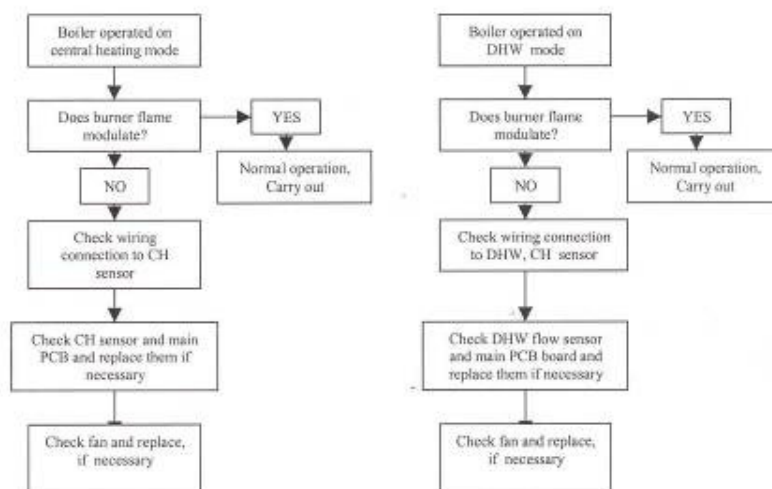 Boiler operated on
central heating mode
Does burner flame
modulate?
YES
NO
Normal operation,
Carry out
Check wiring
connection to CH
sensor
Check CH sensor and main
PCB and replace them if
necessary
Check fan and replace,
if necessary
Boiler operated on
DHW mode
Does burner flame
modulate?
YES
NO
Normal operation,
Carry out
Check wiring connection
to DHW, CH sensor
Check DHW flow sensor
and main PCB board and
replace them if necessary
Check fan and replace,
if necessary